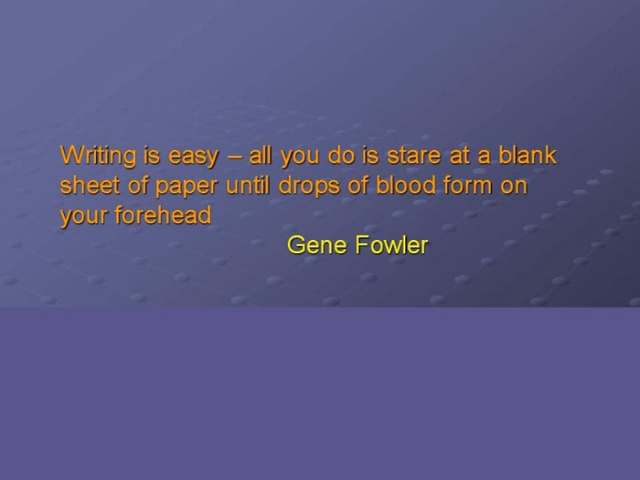 Writing is easy – all you do is stare at a blank
sheet of paper until drops of blood form on
your forehead
Gene Fowler